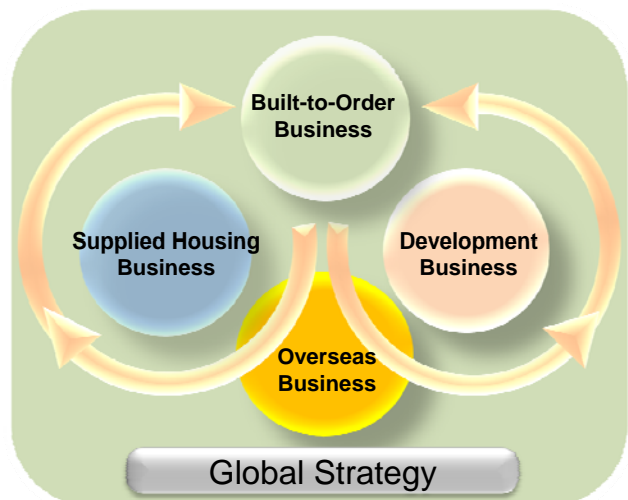 Built-to-Order
Business
Supplied Housing
Business
Development
Business
Overseas
Business
Global Strategy